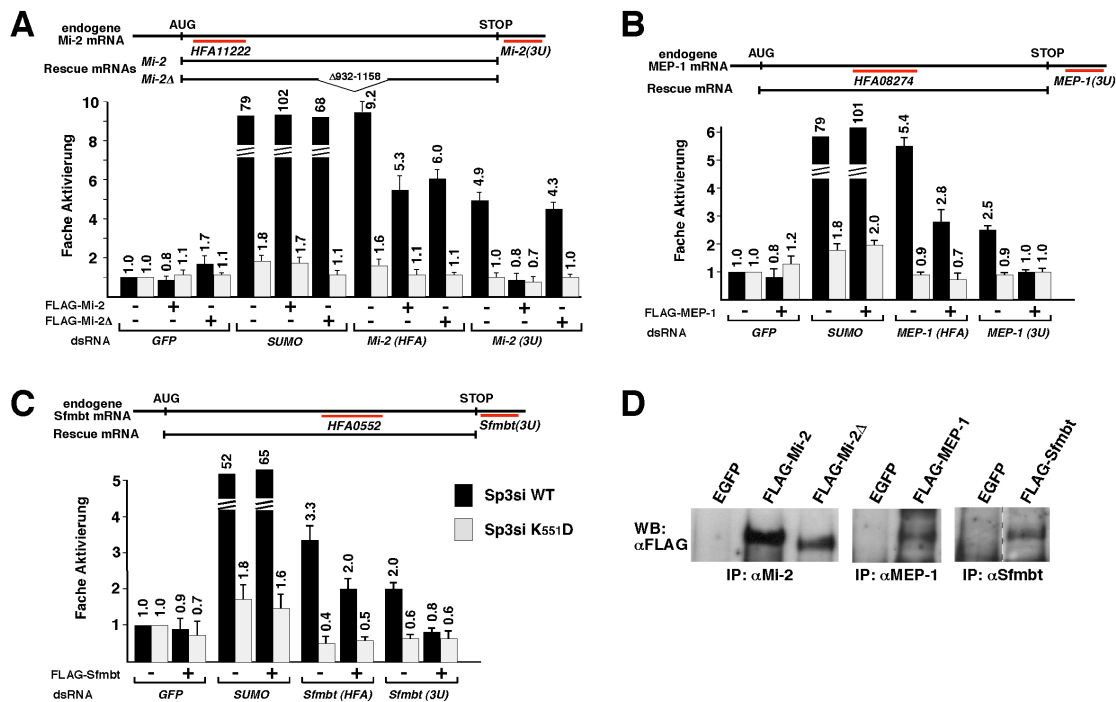 A
endogene
Mi-2 mRNA
AUG
STOP
HFA11222
Mi-2(3U)
Rescue mRNAs
Mi-2
Mi-2Δ
Δ932-1158
Fache Aktivierung
10
8
6
4
2
1.0 1.0 0.8 1.1 1.7 1.1 79 1.8 102 1.7 68 1.1 9.2 1.6 5.3 1.1 6.0 1.1 4.9 1.0 0.8 0.7 4.3 1.0
FLAG-Mi-2 - + - + - + - +
FLAG-Mi-2Δ - + - + - + - +
dsRNA GFP SUMO Mi-2 (HFA) Mi-2 (3U)
B
endogene
MEP-1 mRNA
AUG
STOP
HFA08274
MEP-1(3U)
Rescue mRNA
Fache Aktivierung
6
5
4
3
2
1
1.0 1.0 0.8 1.2 79 1.8 101 2.0 5.4 0.9 2.8 0.7 2.5 0.9 1.0 1.0
FLAG-MEP-1 - + - + - + - +
dsRNA GFP SUMO MEP-1 (HFA) MEP-1 (3U)
C
endogene
Sfmbt mRNA
AUG
STOP
HFA0552
Sfmbt(3U)
Rescue mRNA
Fache Aktivierung
5
4
3
2
1
1.0 1.0 0.9 0.7 52 1.8 65 1.6 3.3 0.4 2.0 0.5 2.0 0.6 0.8 0.6
Sp3si WT
Sp3si K551D
FLAG-Sfmbt - + - + - + - +
dsRNA GFP SUMO Sfmbt (HFA) Sfmbt (3U)
D
EGFP FLAG-Mi-2 FLAG-Mi-2Δ EGFP FLAG-MEP-1 EGFP FLAG-Sfmbt
WB:
αFLAG
IP: αMi-2 IP: αMEP-1 IP: αSfmbt